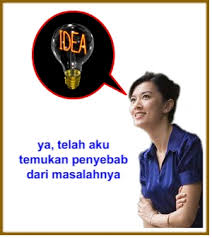 IDEA
ya, telah aku
temukan penyebab
dari masalahnya